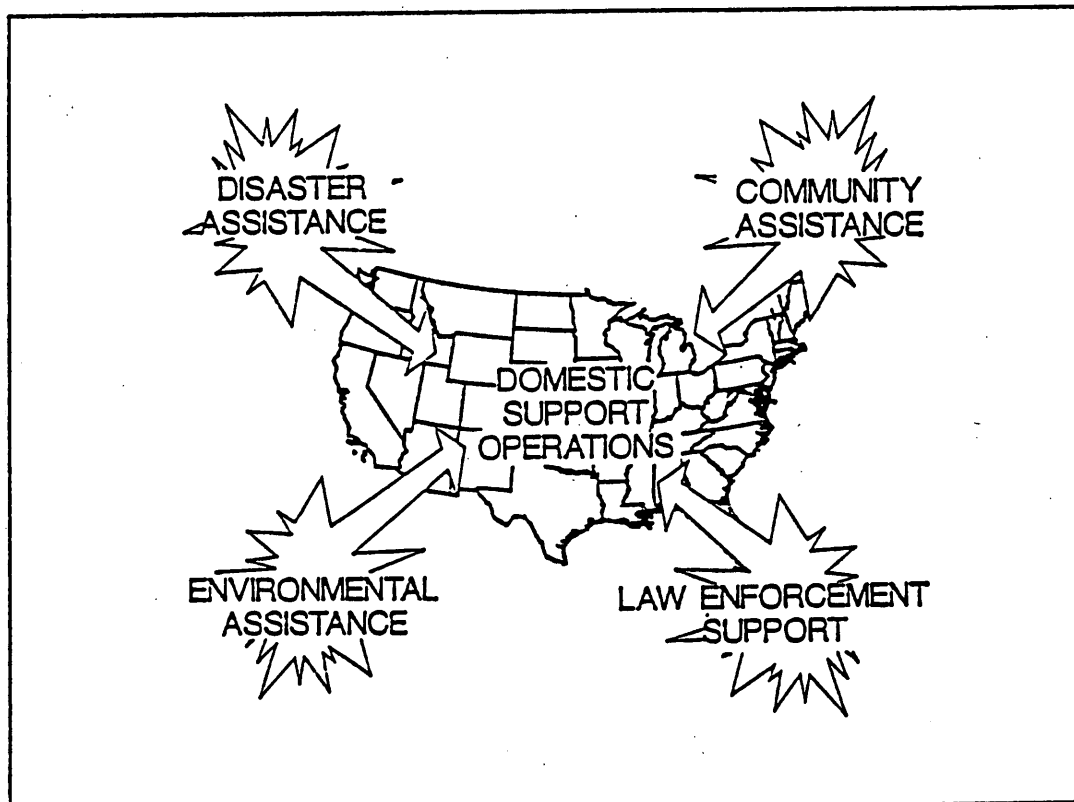 DISASTER
ASSISTANCE
COMMUNITY
ASSISTANCE
DOMESTIC
SUPPORT
OPERATIONS
ENVIRONMENTAL
ASSISTANCE
LAW ENFORCEMENT
SUPPORT